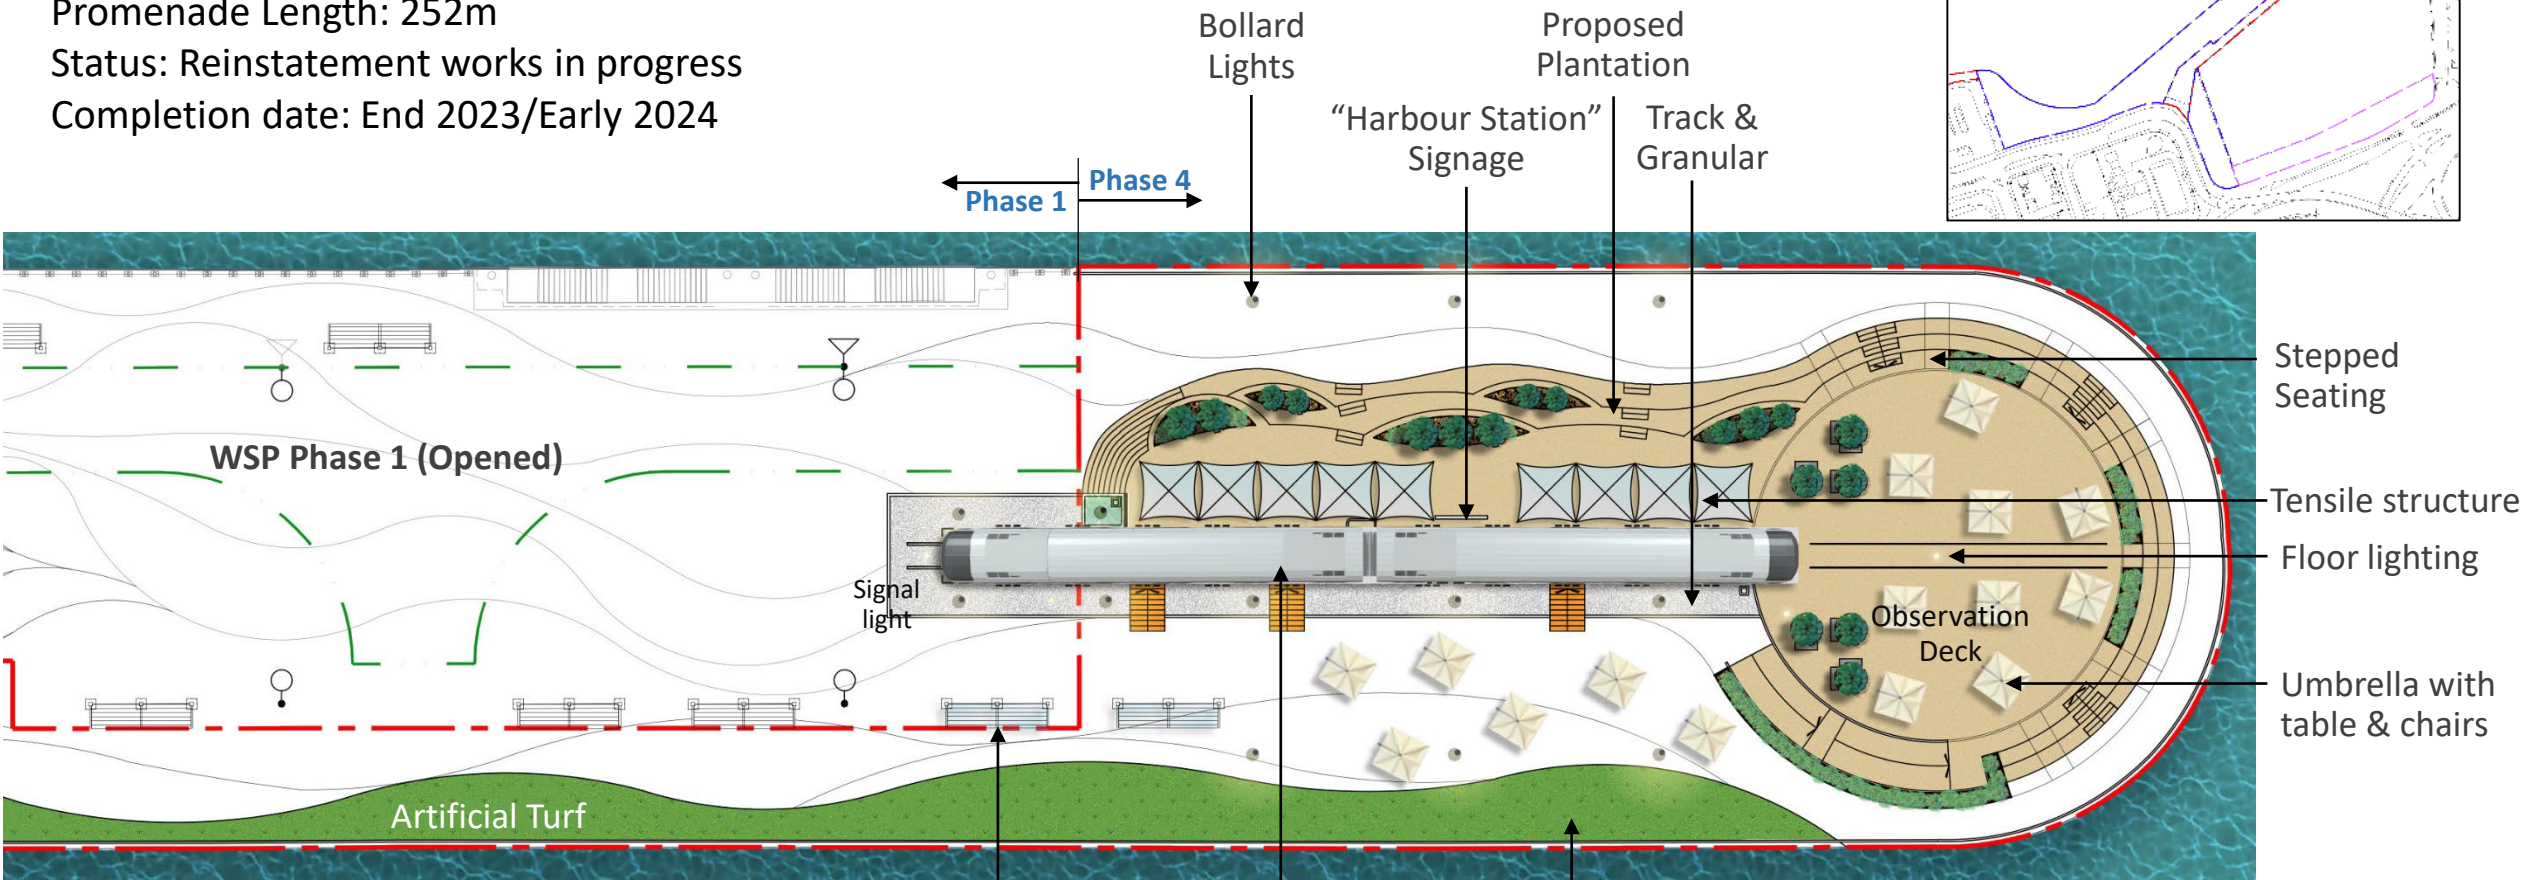 Promenade Length: 252m
Status: Reinstatement works in progress
Completion date: End 2023/Early 2024
Bollard
Lights
Proposed
Plantation
“Harbour Station”
Signage
Track &
Granular
Phase 4
Phase 1
Stepped
Seating
WSP Phase 1 (Opened)
Tensile structure
Floor lighting
Signal
light
Observation
Deck
Umbrella with
table & chairs
Artificial Turf